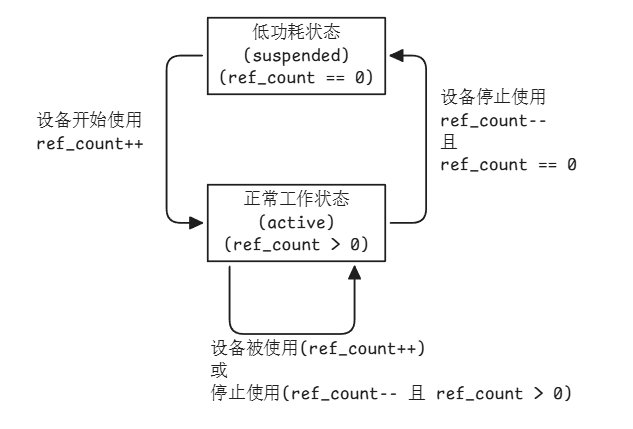 低功耗状态
(suspended)
(ref_count == 0)
设备开始使用
ref_count++
设备停止使用
ref_count--
且
ref_count == 0
正常工作状态
(active)
(ref_count > 0)
设备被使用(ref_count++)
或
停止使用(ref_count-- 且 ref_count > 0)